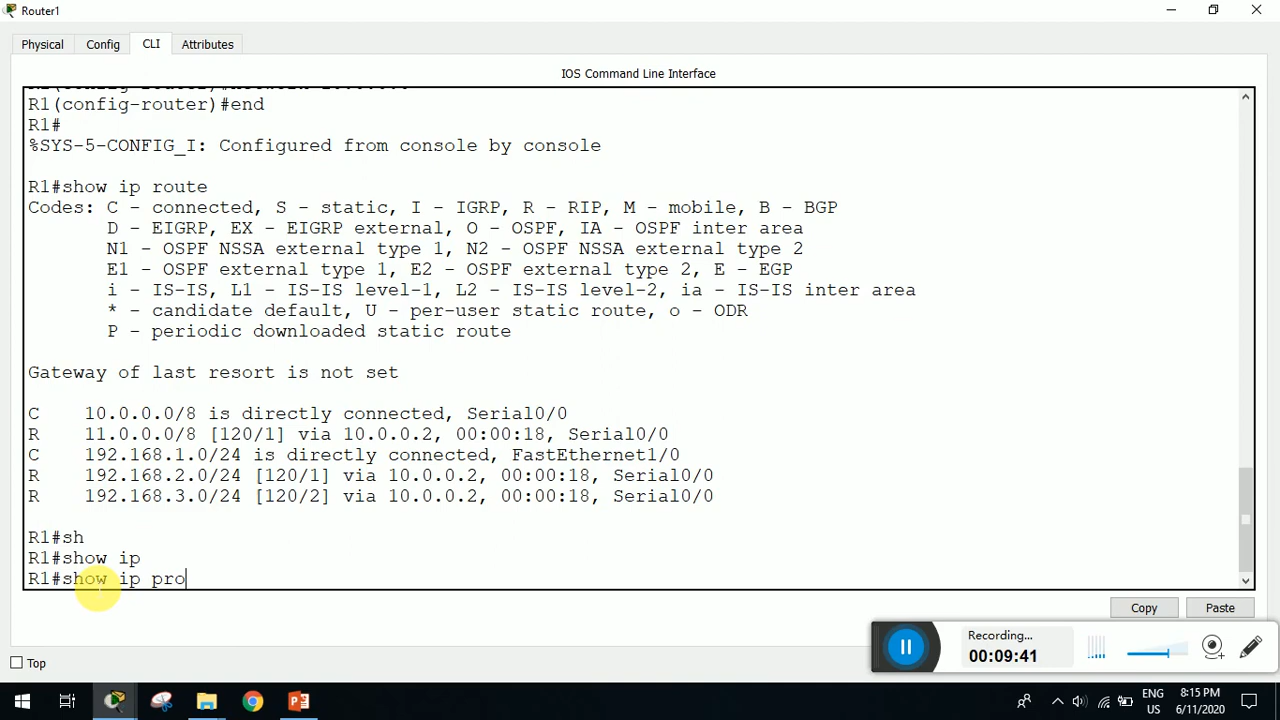 Router1
Physical Config CLI Attributes
IOS Command Line Interface
R1(config-router)#end
R1#
%SYS-5-CONFIG_I: Configured from console by console
R1#show ip route
Codes: C - connected, S - static, I - IGRP, R - RIP, M - mobile, B - BGP
D - EIGRP, EX - EIGRP external, O - OSPF, IA - OSPF inter area
N1 - OSPF NSSA external type 1, N2 - OSPF NSSA external type 2
E1 - OSPF external type 1, E2 - OSPF external type 2, E - EGP
i - IS-IS, L1 - IS-IS level-1, L2 - IS-IS level-2, ia - IS-IS inter area
* - candidate default, U - per-user static route, o - ODR
P - periodic downloaded static route
Gateway of last resort is not set
C 10.0.0.0/8 is directly connected, Serial0/0
R 11.0.0.0/8 [120/1] via 10.0.0.2, 00:00:18, Serial0/0
C 192.168.1.0/24 is directly connected, FastEthernet1/0
R 192.168.2.0/24 [120/1] via 10.0.0.2, 00:00:18, Serial0/0
R 192.168.3.0/24 [120/2] via 10.0.0.2, 00:00:18, Serial0/0
R1#sh
R1#show ip
R1#show ip pro
Copy Paste
Recording...
00:09:41
Top
ENG 8:15 PM
US 6/11/2020